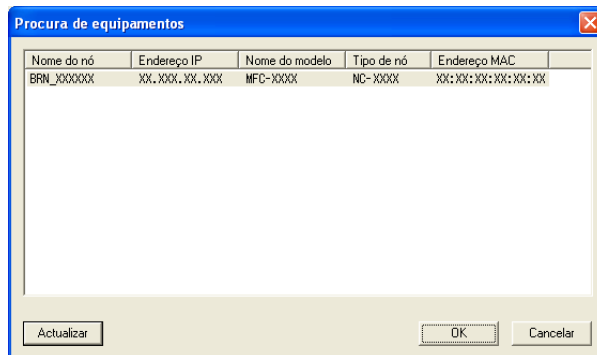 Procura de equipamentos
Nome do nó Endereço IP Nome do modelo Tipo de nó Endereço MAC
BRN_XXXXXX XX.XXX.XX.XXX MFC-XXXX NC-XXXX XX:XX:XX:XX:XX:XX
Actualizar OK Cancelar